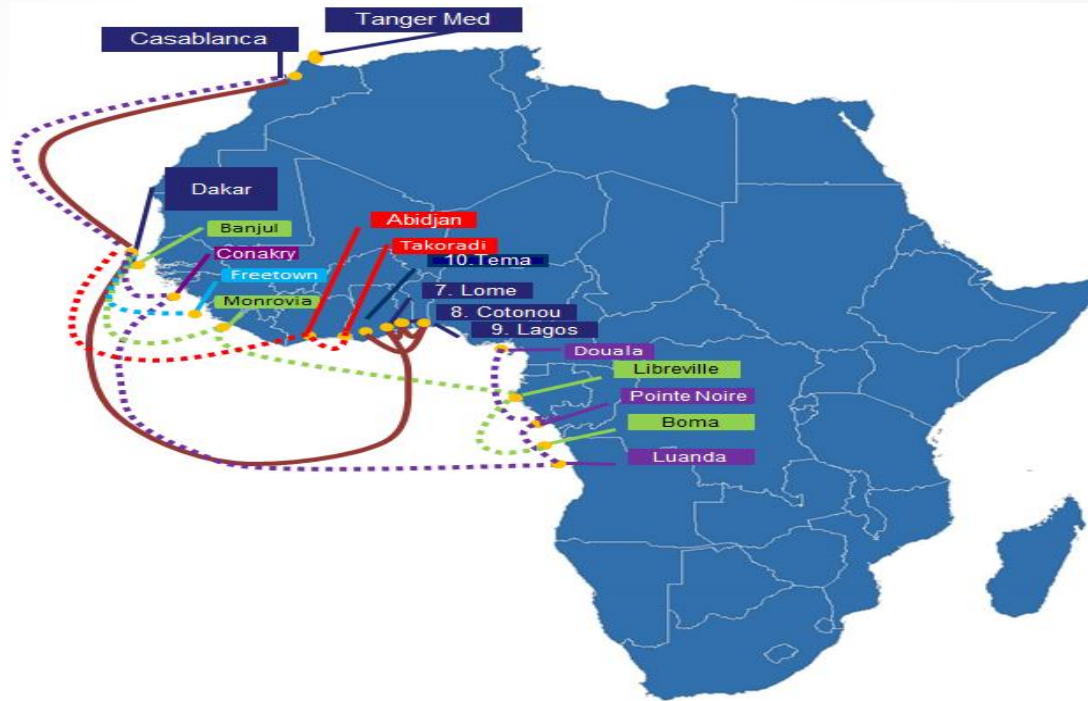 Tanger Med
Casablanca
Dakar
Banjul
Abidjan
Conakry
Takoradi
10.Tema
Freetown
7. Lome
Monrovia
8. Cotonou
9. Lagos
Douala
Libreville
Pointe Noire
Boma
Luanda